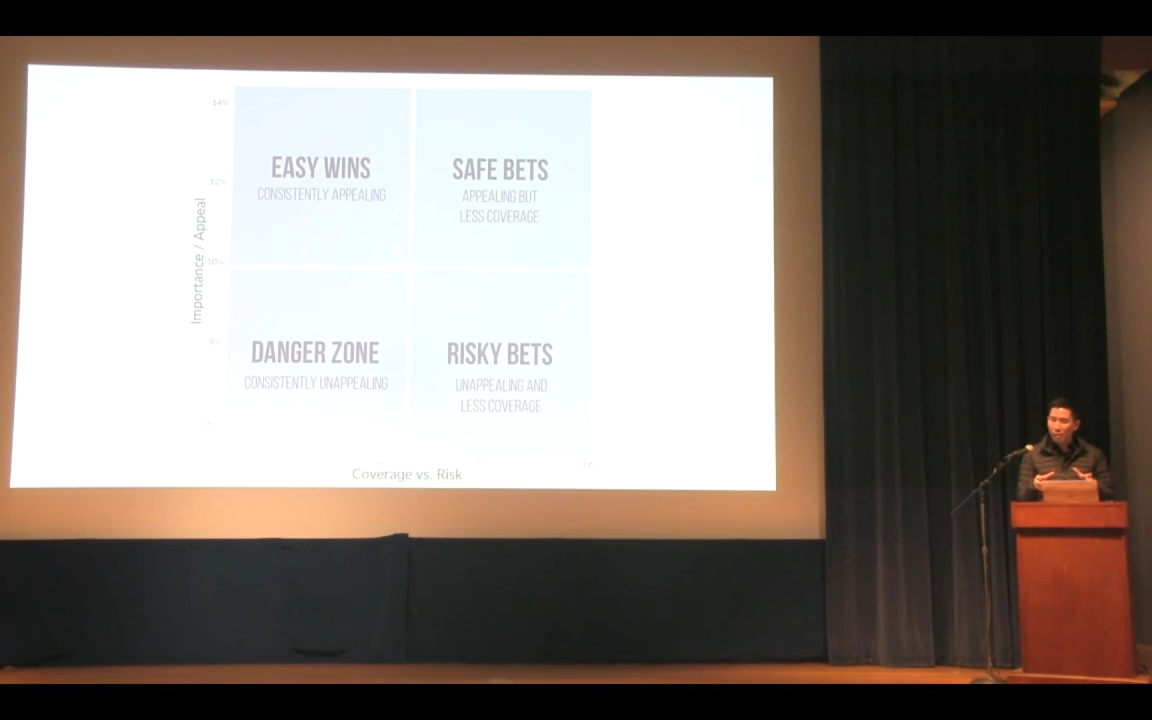 14%
EASY WINS
CONSISTENTLY APPEALING
SAFE BETS
APPEALING BUT
LESS COVERAGE
12%
Importance / Appeal
10%
8%
DANGER ZONE
CONSISTENTLY UNAPPEALING
RISKY BETS
UNAPPEALING AND
LESS COVERAGE
Coverage vs. Risk